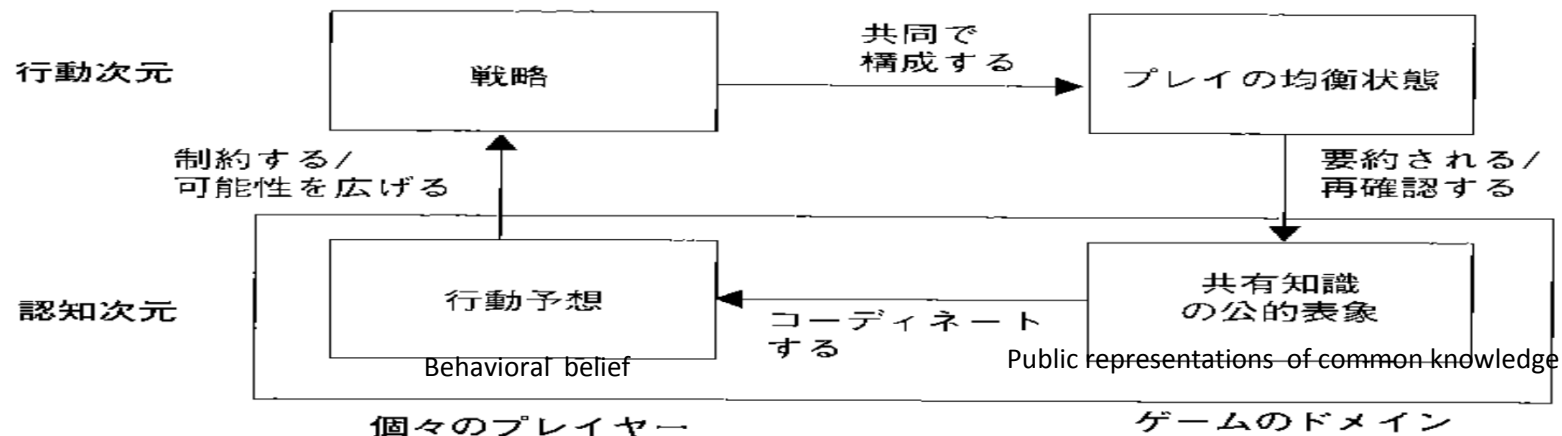 行動次元
戦略
共同で
構成する
プレイの均衡状態
制約する/
可能性を広げる
要約される/
再確認する
認知次元
行動予想
Behavioral belief
コーディネート
する
共有知識
の公的表象
Public representations of common knowledge
個々のプレイヤー
ゲームのドメイン